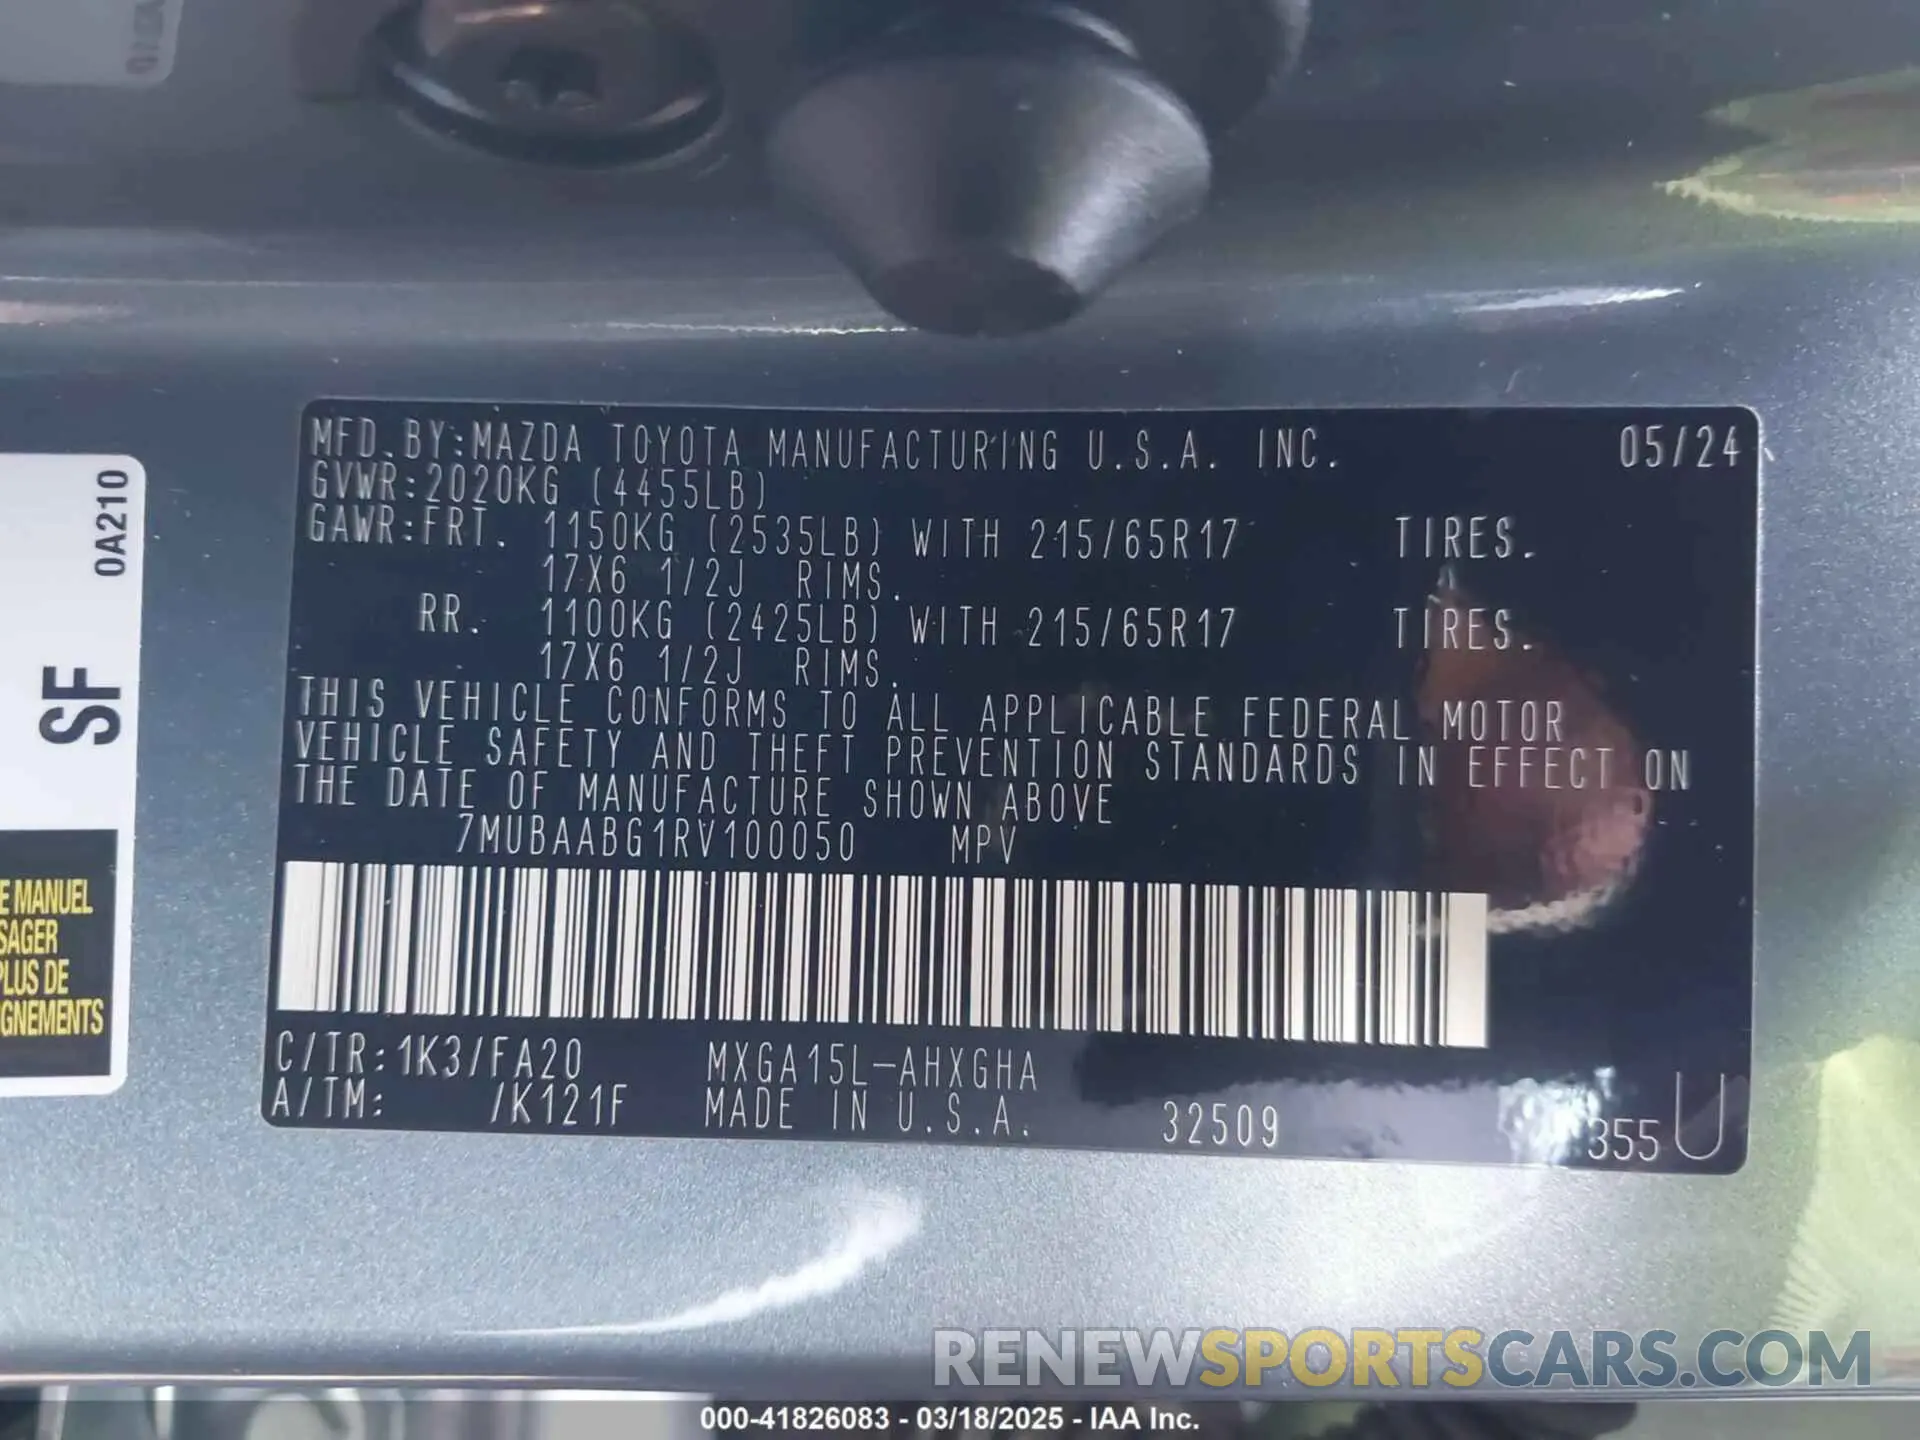 MFD.BY:MAZDA TOYOTA MANUFACTURING U.S.A. INC. 05/24
GVWR:2020KG (4455LB)
GAWR:FRT. 1150KG (2535LB) WITH 215/65R17 TIRES.
17X6 1/2J RIMS.
RR. 1100KG (2425LB) WITH 215/65R17 TIRES.
17X6 1/2J RIMS.
THIS VEHICLE CONFORMS TO ALL APPLICABLE FEDERAL MOTOR
VEHICLE SAFETY AND THEFT PREVENTION STANDARDS IN EFFECT ON
THE DATE OF MANUFACTURE SHOWN ABOVE
7MUBAABG1RV100050 MPV
C/TR:1K3/FA20 MXGA15L-AHXGHA
A/TM: /K121F MADE IN U.S.A. 32509 355 U
0A210
SF
E MANUEL
SAGER
PLUS DE
GNEMENTS
RENEWSPORTSCARS.COM
000-41826083 - 03/18/2025 - IAA Inc.